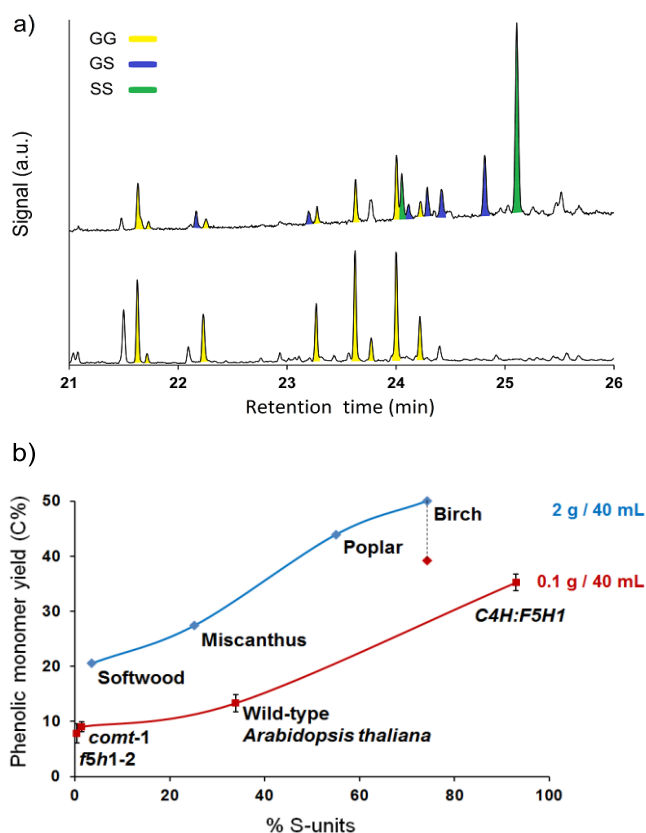 a)
GG
GS
SS
Signal (a.u.)
21 22 23 24 25 26
Retention time (min)
b)
Phenolic monomer yield (C%)
50
40
30
20
10
0
2 g / 40 mL
Birch
Poplar
0.1 g / 40 mL
C4H:F5H1
Miscanthus
Softwood
Wild-type
Arabidopsis thaliana
comt-1
f5h1-2
0 20 40 60 80 100
% S-units